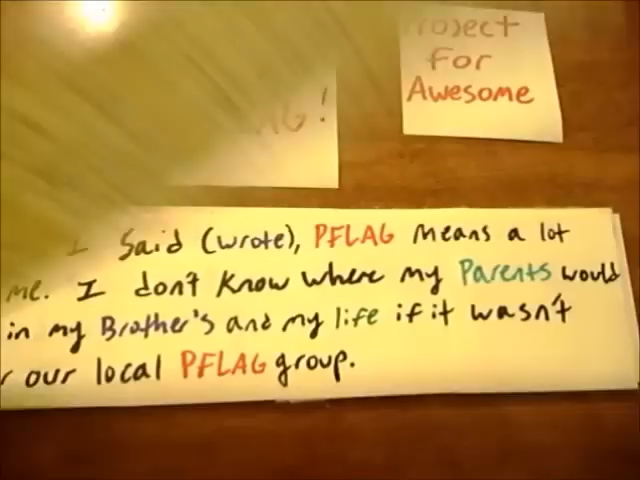 roject
For
Awesome
AG!
I said (wrote), PFLAG means a lot
me. I don't know where my Parents would
in my Brother's and my life if it wasn't
r our local PFLAG group.